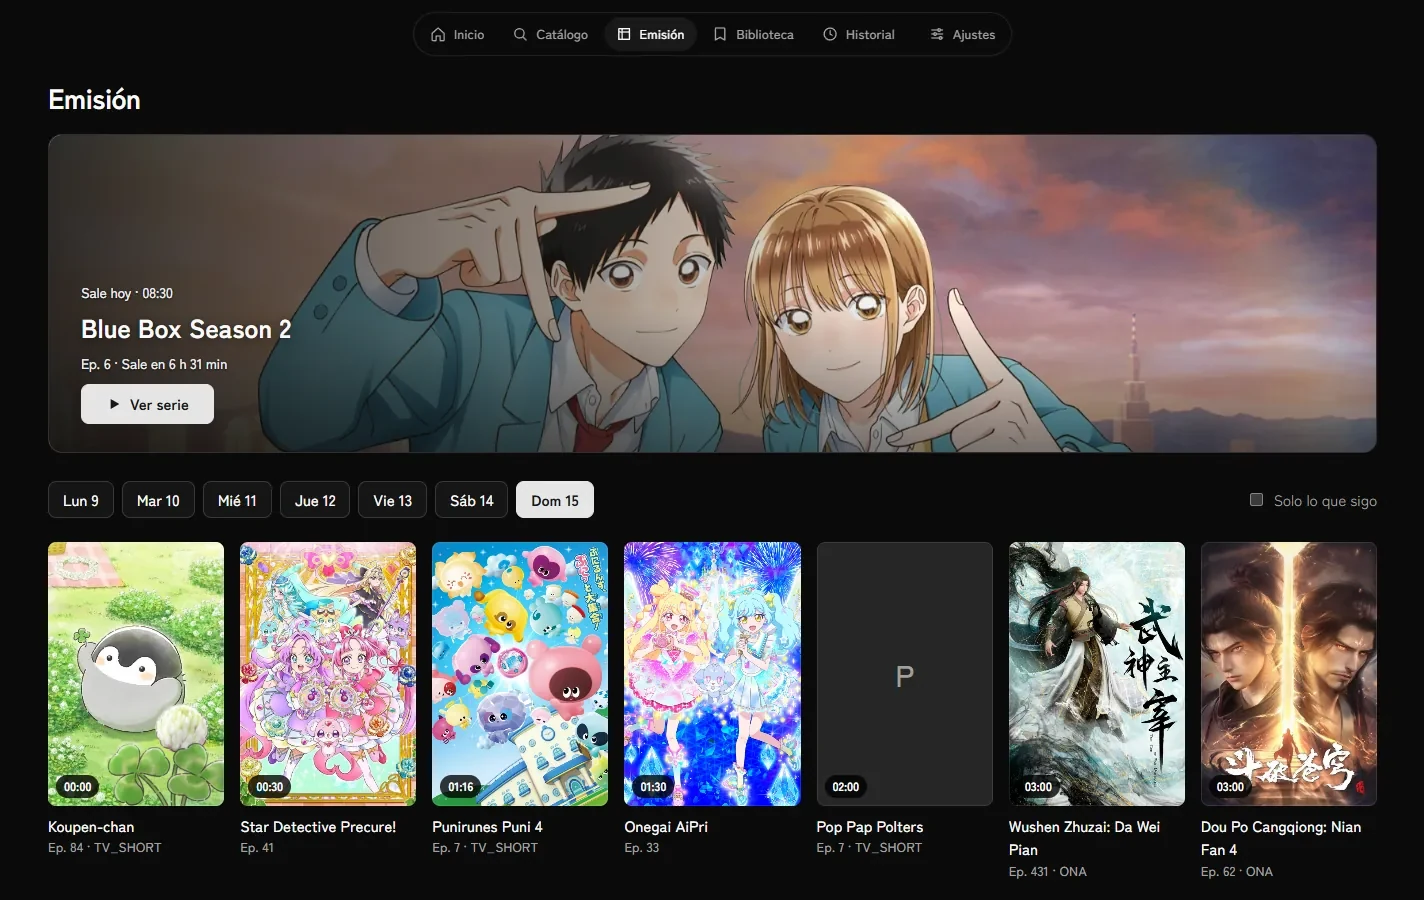 Inicio
Catálogo
Emisión
Biblioteca
Historial
Ajustes
Emisión
Sale hoy · 08:30
Blue Box Season 2
Ep. 6 · Sale en 6 h 31 min
Ver serie
Lun 9
Mar 10
Mié 11
Jue 12
Vie 13
Sáb 14
Dom 15
Solo lo que sigo
00:00
Koupen-chan
Ep. 84 · TV_SHORT
00:30
Star Detective Precure!
Ep. 41
01:16
Punirunes Puni 4
Ep. 7 · TV_SHORT
01:30
Onegai AiPri
Ep. 33
P
02:00
Pop Pap Polters
Ep. 7 · TV_SHORT
武神主宰
03:00
Wushen Zhuzai: Da Wei
Pian
Ep. 431 · ONA
斗破苍穹
03:00
Dou Po Cangqiong: Nian
Fan 4
Ep. 62 · ONA